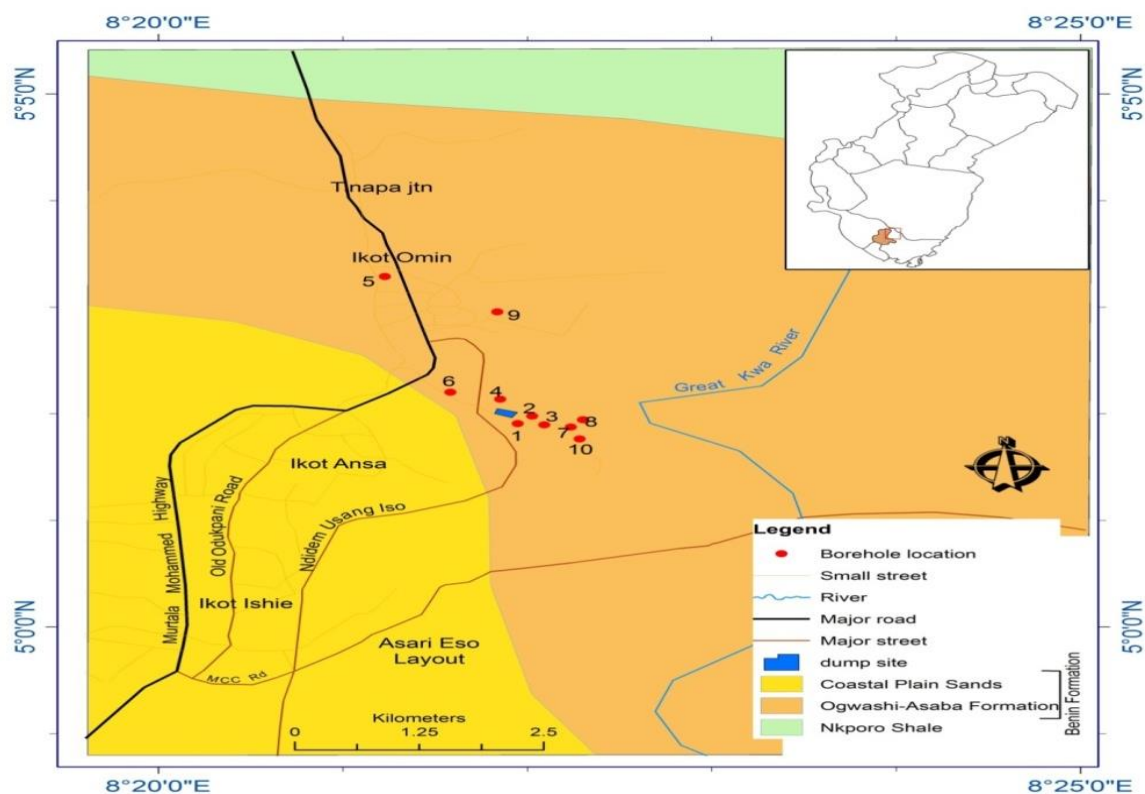 8°20'0"E
8°25'0"E
5°5'0"N
5°5'0"N
Tinapa jtn
Ikot Omin
5
9
Great Kwa River
6
4
2
3
8
1
7
10
N
Ikot Ansa
Murtala Mohammed Highway
Old Odukpani Road
Ndidem Usang Iso
Ikot Ishie
Asari Eso
Layout
MCC Rd
Kilometers
0 1.25 2.5
Legend
Borehole location
Small street
River
Major road
Major street
dump site
Coastal Plain Sands
Ogwashi-Asaba Formation
Nkporo Shale
Benin Formation
5°0'0"N
5°0'0"N
8°20'0"E
8°25'0"E